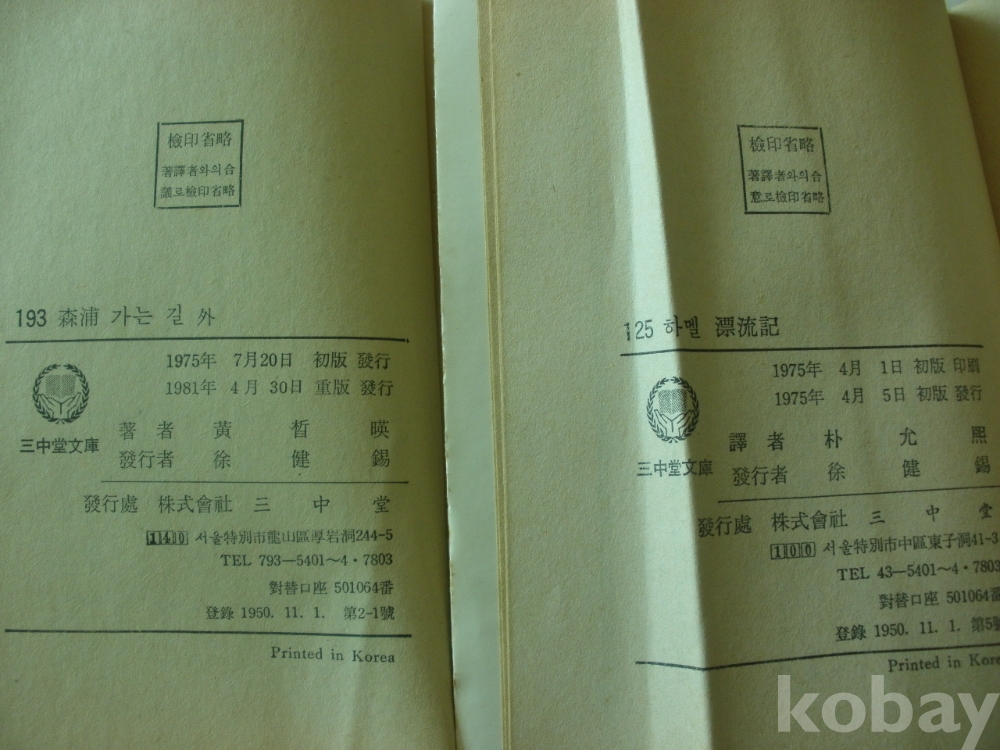 檢印省略
著譯者와의合
議로檢印省略
193 森浦 가는 길 外
1975年 7月20日 初版 發行
1981年 4月 30日 重版 發行
著者 黃晳暎
發行者 徐健錫
三中堂文庫
發行處 株式會社 三中堂
140 서울特別市龍山區厚岩洞244-5
TEL 793—5401～4・7803
對替口座 501064番
登錄 1950. 11. 1. 第2-1號
Printed in Korea
檢印省略
著譯者와의合
意로檢印省略
125 하멜 漂流記
1975年 4月 1日 初版 印刷
1975年 4月 5日 初版 發行
譯者 朴允熙
發行者 徐健錫
三中堂文庫
發行處 株式會社 三中堂
100 서울特別市中區東子洞41-3
TEL 43—5401～4・7803
對替口座 501064番
登錄 1950. 11. 1. 第5號
Printed in Kore
kobay